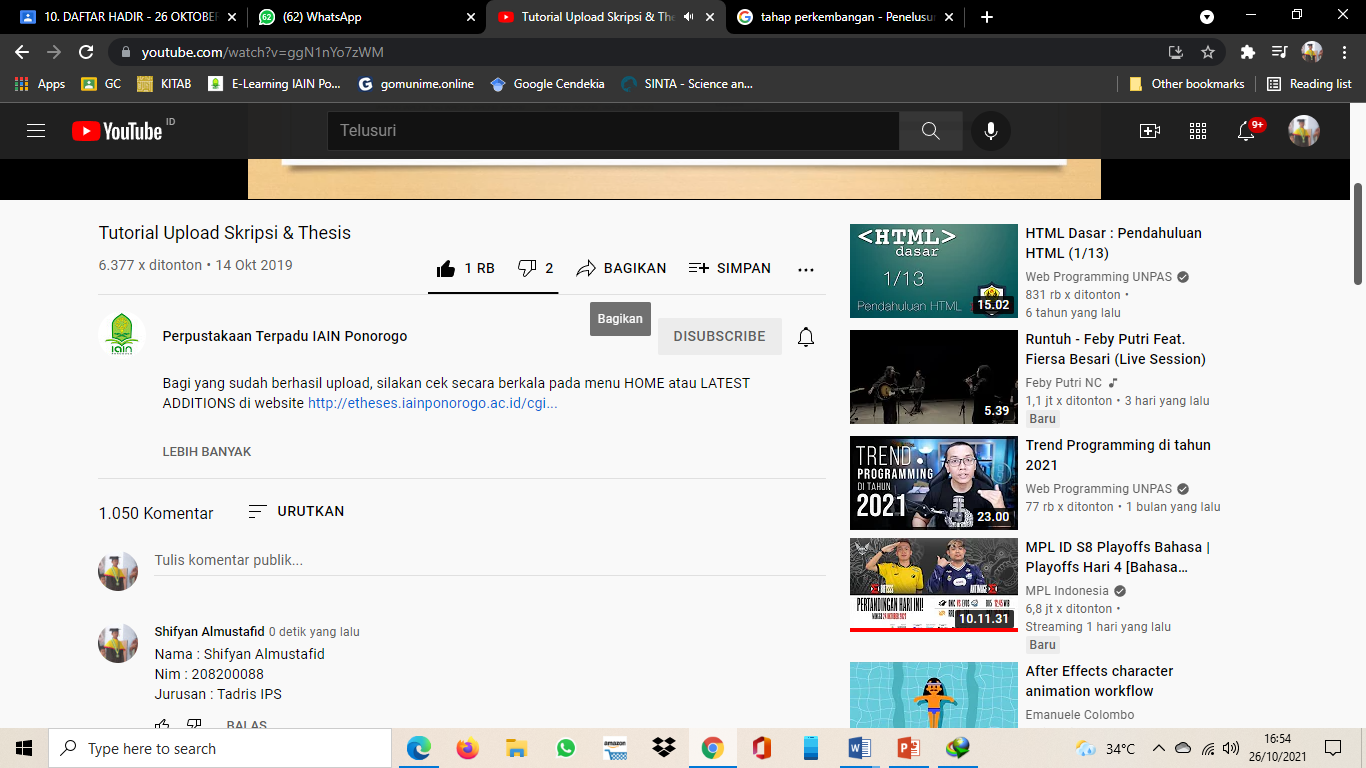 10. DAFTAR HADIR - 26 OKTOBER
(62) WhatsApp
Tutorial Upload Skripsi & The
tahap perkembangan - Penelusu
youtube.com/watch?v=ggN1nYo7zWM
Apps
GC
KITAB
E-Learning IAIN Po...
gomunime.online
Google Cendekia
SINTA - Science an...
Other bookmarks
Reading list
YouTube ID
Telusuri
9+
Tutorial Upload Skripsi & Thesis
6.377 x ditonton • 14 Okt 2019
1 RB
2
BAGIKAN
SIMPAN
Bagikan
Perpustakaan Terpadu IAIN Ponorogo
DISUBSCRIBE
Bagi yang sudah berhasil upload, silakan cek secara berkala pada menu HOME atau LATEST
ADDITIONS di website http://etheses.iainponorogo.ac.id/cgi...
LEBIH BANYAK
1.050 Komentar
URUTKAN
Tulis komentar publik...
Shifyan Almustafid 0 detik yang lalu
Nama : Shifyan Almustafid
Nim : 208200088
Jurusan : Tadris IPS
BALAS
<HTML>
dasar
1/13
Pendahuluan HTML
15.02
HTML Dasar : Pendahuluan
HTML (1/13)
Web Programming UNPAS
831 rb x ditonton •
6 tahun yang lalu
5.39
Runtuh - Feby Putri Feat.
Fiersa Besari (Live Session)
Feby Putri NC
1,1 jt x ditonton • 3 hari yang lalu
Baru
TREND
PROGRAMMING
DI TAHUN
2021
23.00
Trend Programming di tahun
2021
Web Programming UNPAS
77 rb x ditonton • 1 bulan yang lalu
PERTANDINGAN HARI INI!
10.11.31
MPL ID S8 Playoffs Bahasa |
Playoffs Hari 4 [Bahasa...
MPL Indonesia
6,8 jt x ditonton •
Streaming 1 hari yang lalu
Baru
After Effects character
animation workflow
Emanuele Colombo
Type here to search
amazon
34°C
16:54
26/10/2021